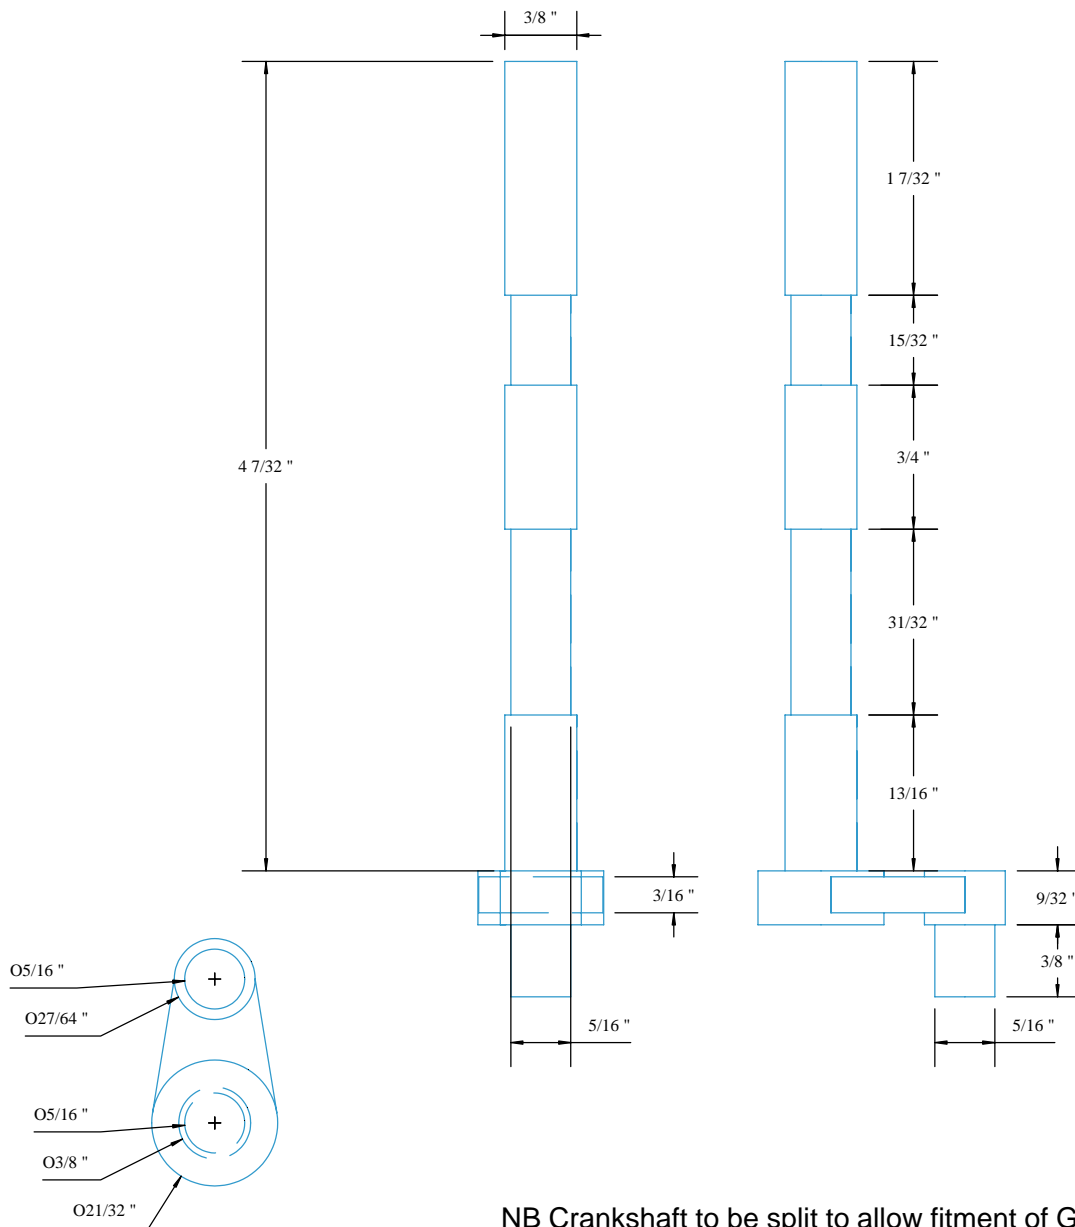 3/8 "
1 7/32 "
15/32 "
3/4 "
4 7/32 "
31/32 "
13/16 "
3/16 "
9/32 "
3/8 "
O5/16 "
O27/64 "
5/16 "
5/16 "
O5/16 "
O3/8 "
O21/32 "
NB Crankshaft to be split to allow fitment of G